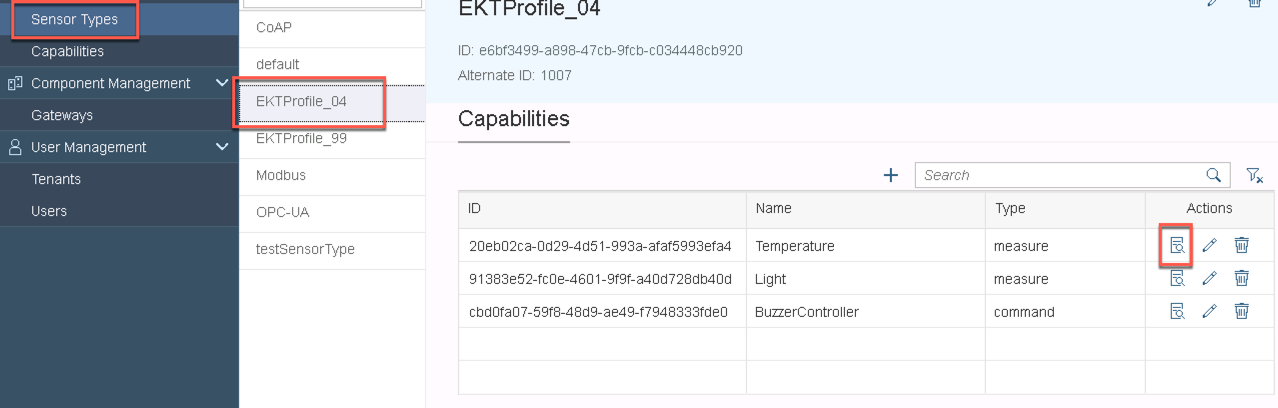 Sensor Types
Capabilities
Component Management
Gateways
User Management
Tenants
Users
CoAP
default
EKTProfile_04
EKTProfile_99
Modbus
OPC-UA
testSensorType
EKTProfile_04
ID: e6bf3499-a898-47cb-9fcb-c034448cb920
Alternate ID: 1007
Capabilities
Search
ID Name Type Actions
20eb02ca-0d29-4d51-993a-afaf5993efa4 Temperature measure
91383e52-fc0e-4601-9f9f-a40d728db40d Light measure
cbd0fa07-59f8-48d9-ae49-f7948333fde0 BuzzerController command